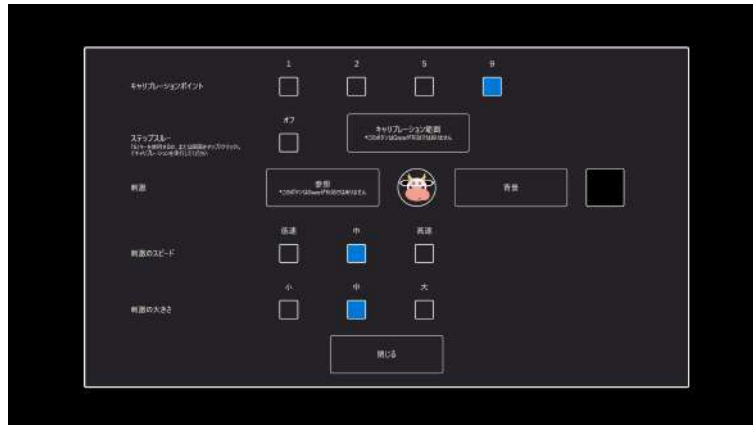 1 2 5 9
キャリブレーションポイント
オフ
ステップスルー
キャリブレーション範囲
刺激
参照
背景
低速 中 高速
刺激のスピード
小 中 大
刺激の大きさ
閉じる